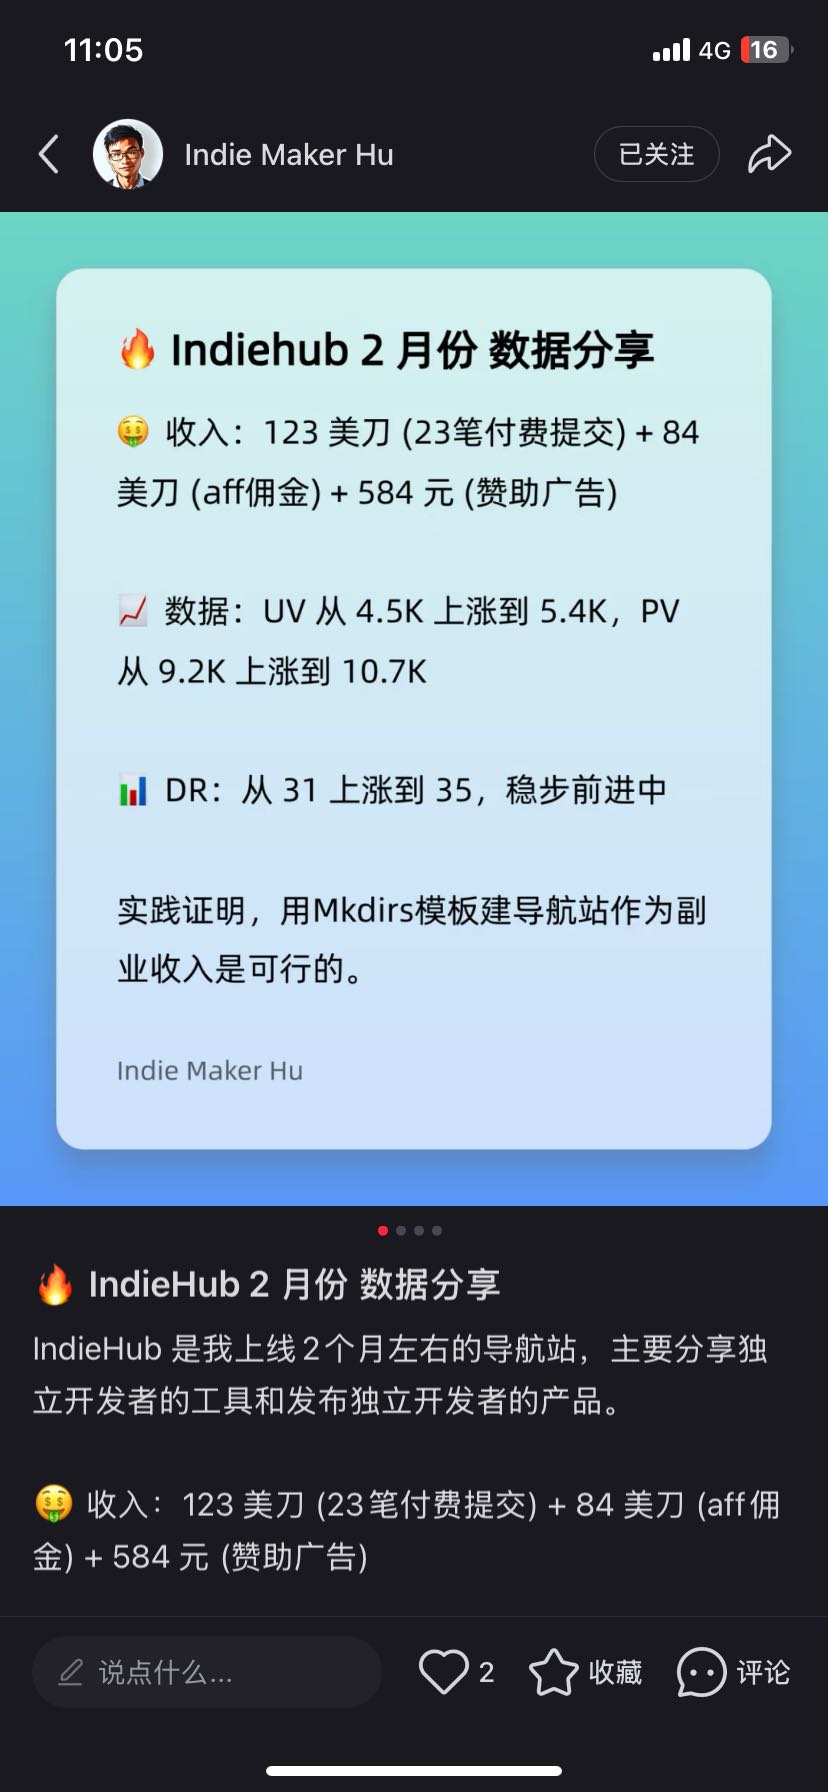 11:05
4G 16
Indie Maker Hu
已关注
🔥 Indiehub 2 月份 数据分享
🤑 收入：123 美刀 (23笔付费提交) + 84
美刀 (aff佣金) + 584 元 (赞助广告)
📈 数据：UV 从 4.5K 上涨到 5.4K，PV
从 9.2K 上涨到 10.7K
📊 DR：从 31 上涨到 35，稳步前进中
实践证明，用Mkdirs模板建导航站作为副
业收入是可行的。
Indie Maker Hu
🔥 IndieHub 2 月份 数据分享
IndieHub 是我上线 2 个月左右的导航站，主要分享独
立开发者的工具和发布独立开发者的产品。
🤑 收入：123 美刀 (23 笔付费提交) + 84 美刀 (aff 佣
金) + 584 元 (赞助广告)
说点什么...
2
收藏
评论